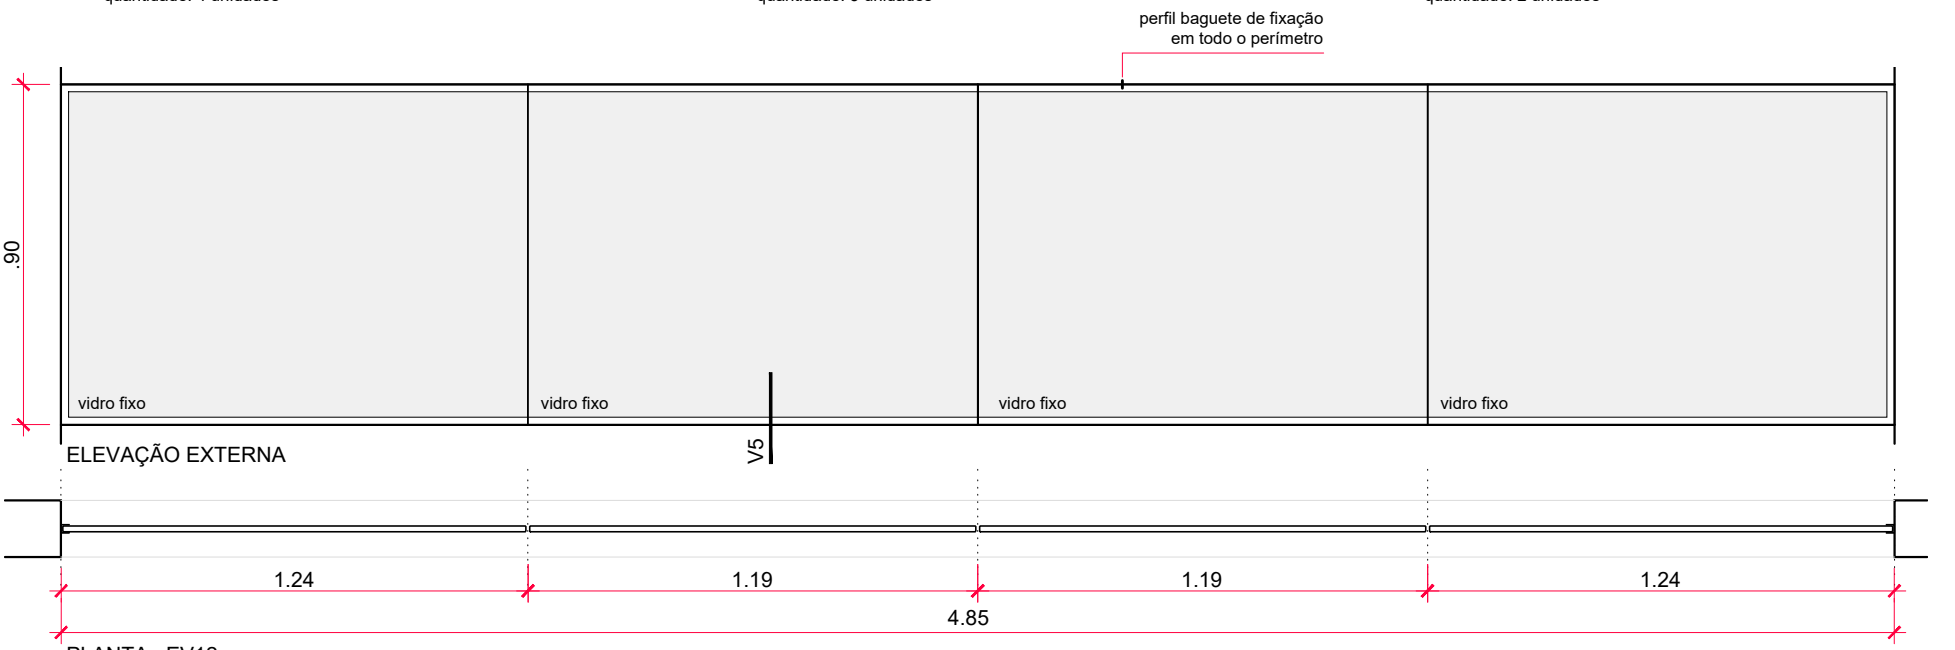 perfil baguete de fixação
em todo o perímetro
.90
vidro fixo
vidro fixo
vidro fixo
vidro fixo
ELEVAÇÃO EXTERNA
V5
1.24
1.19
1.19
1.24
4.85